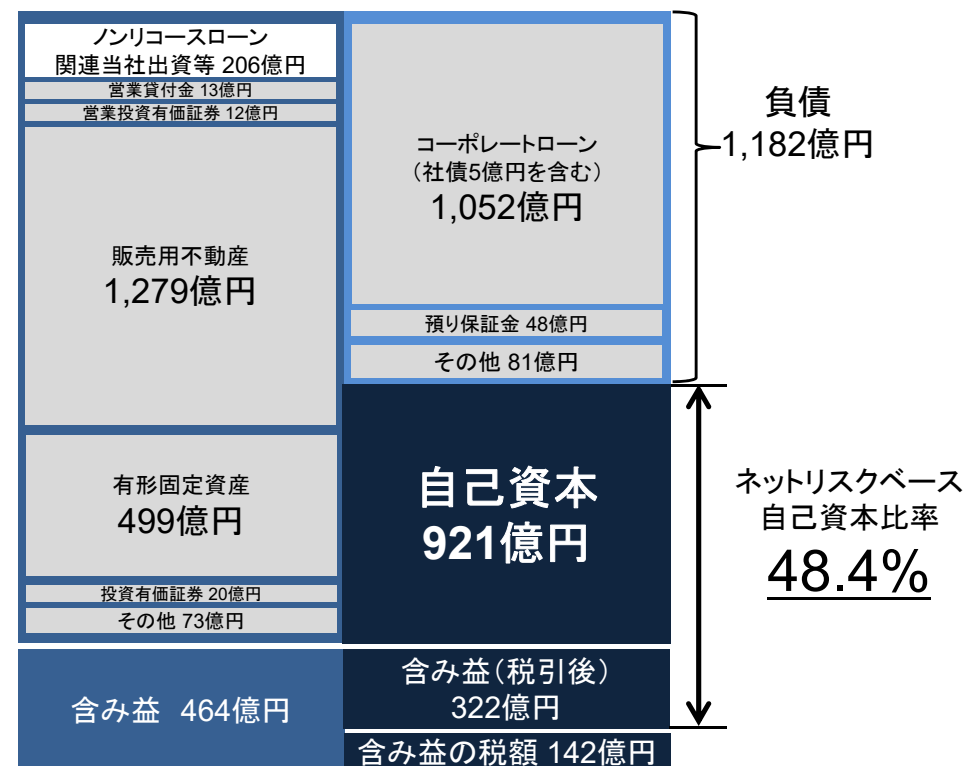 ノンリコースローン
関連当社出資等 206億円
営業貸付金 13億円
営業投資有価証券 12億円
販売用不動産
1,279億円
有形固定資産
499億円
投資有価証券 20億円
その他 73億円
含み益 464億円
コーポレートローン
（社債5億円を含む）
1,052億円
預り保証金 48億円
その他 81億円
自己資本
921億円
含み益（税引後）
322億円
含み益の税額 142億円
負債
1,182億円
ネットリスクベース
自己資本比率
48.4%